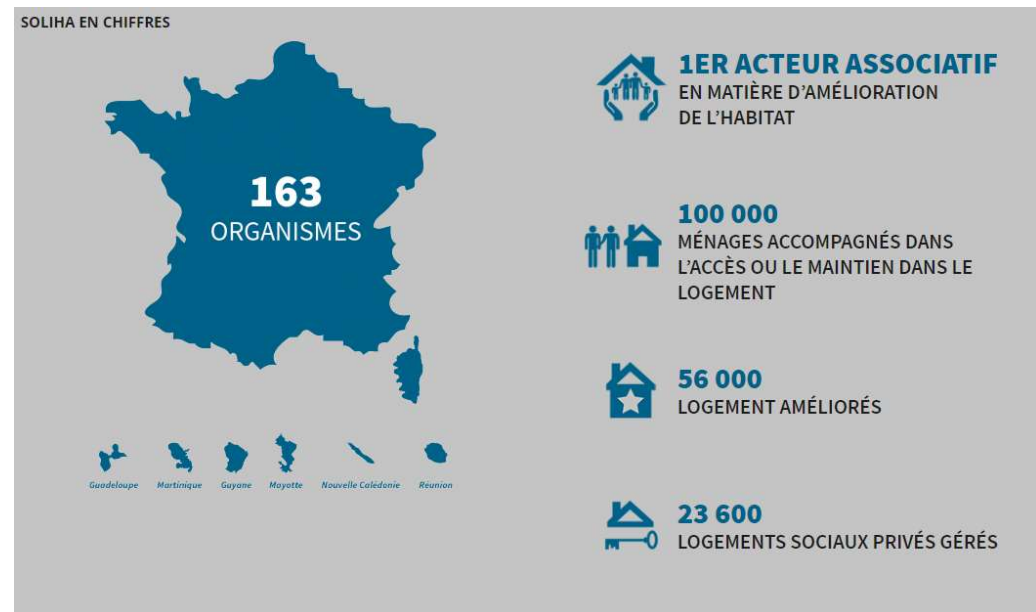 SOLIHA EN CHIFFRES
163
ORGANISMES
Guadeloupe
Martinique
Guyane
Mayotte
Nouvelle Calédonie
Réunion
1ER ACTEUR ASSOCIATIF
EN MATIÈRE D'AMÉLIORATION
DE L'HABITAT
100 000
MÉNAGES ACCOMPAGNÉS DANS
L'ACCÈS OU LE MAINTIEN DANS LE
LOGEMENT
56 000
LOGEMENT AMÉLIORÉS
23 600
LOGEMENTS SOCIAUX PRIVÉS GÉRÉS